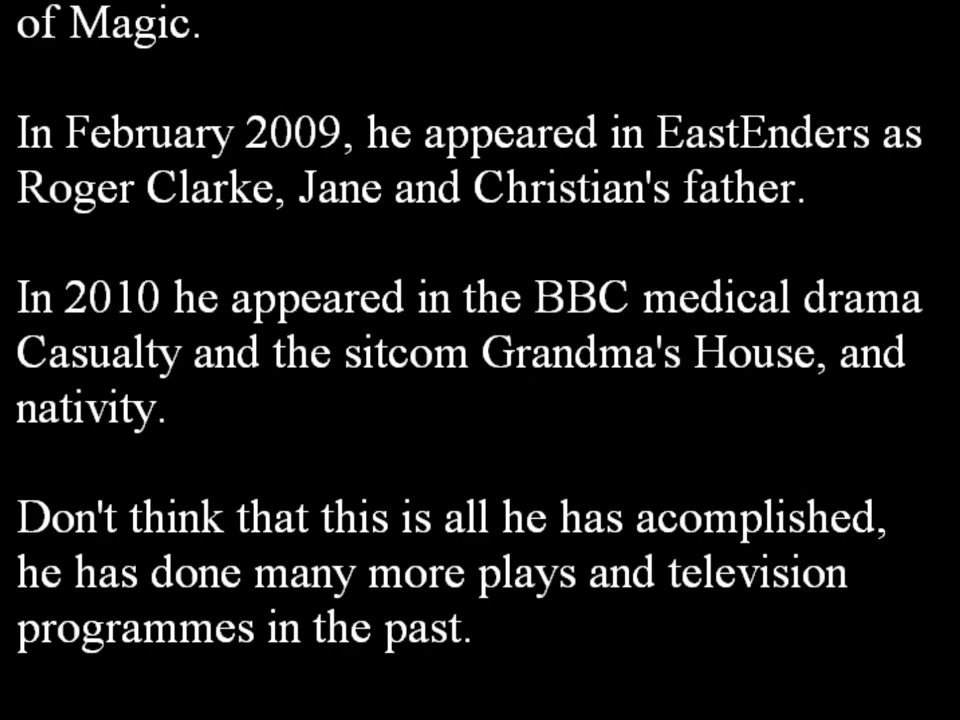 of Magic.
In February 2009, he appeared in EastEnders as
Roger Clarke, Jane and Christian's father.
In 2010 he appeared in the BBC medical drama
Casualty and the sitcom Grandma's House, and
nativity.
Don't think that this is all he has acomplished,
he has done many more plays and television
programmes in the past.